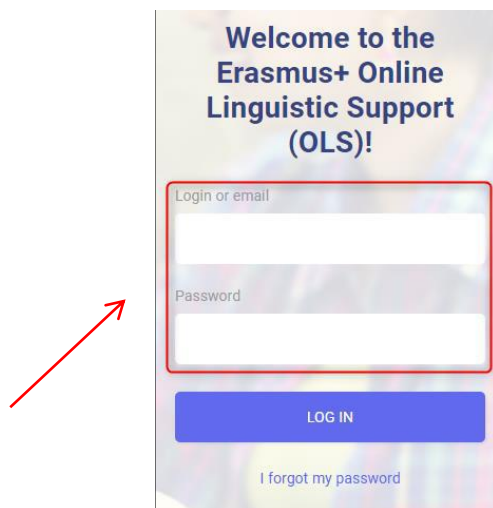 Welcome to the
Erasmus+ Online
Linguistic Support
(OLS)!
Login or email
Password
LOG IN
I forgot my password